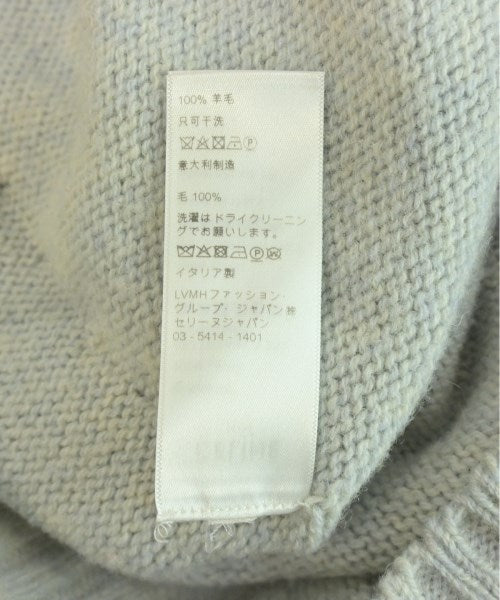 100% 羊毛
只可干洗
意大利制造
毛 100%
洗濯はドライクリーニン
グでお願いします。
イタリア製
LVMHファッション・
グループ・ジャパン㈱
セリーヌジャパン
03 - 5414 - 1401